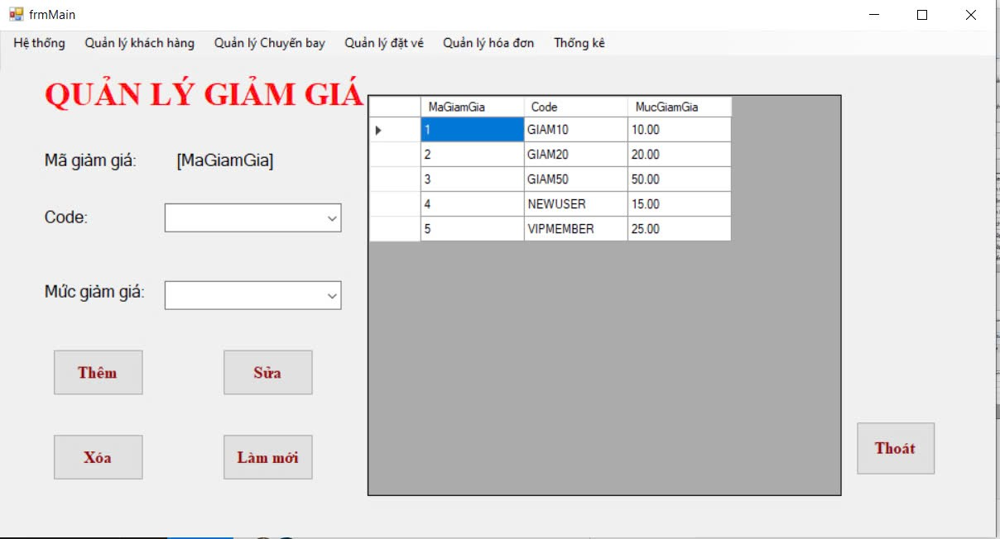 frmMain
Hệ thống Quản lý khách hàng Quản lý Chuyến bay Quản lý đặt vé Quản lý hóa đơn Thống kê
QUẢN LÝ GIẢM GIÁ
Mã giảm giá: [MaGiamGia]
Code:
Mức giảm giá:
Thêm Sửa
Xóa Làm mới
MaGiamGia Code MucGiamGia
1 GIAM10 10.00
2 GIAM20 20.00
3 GIAM50 50.00
4 NEWUSER 15.00
5 VIPMEMBER 25.00
Thoát